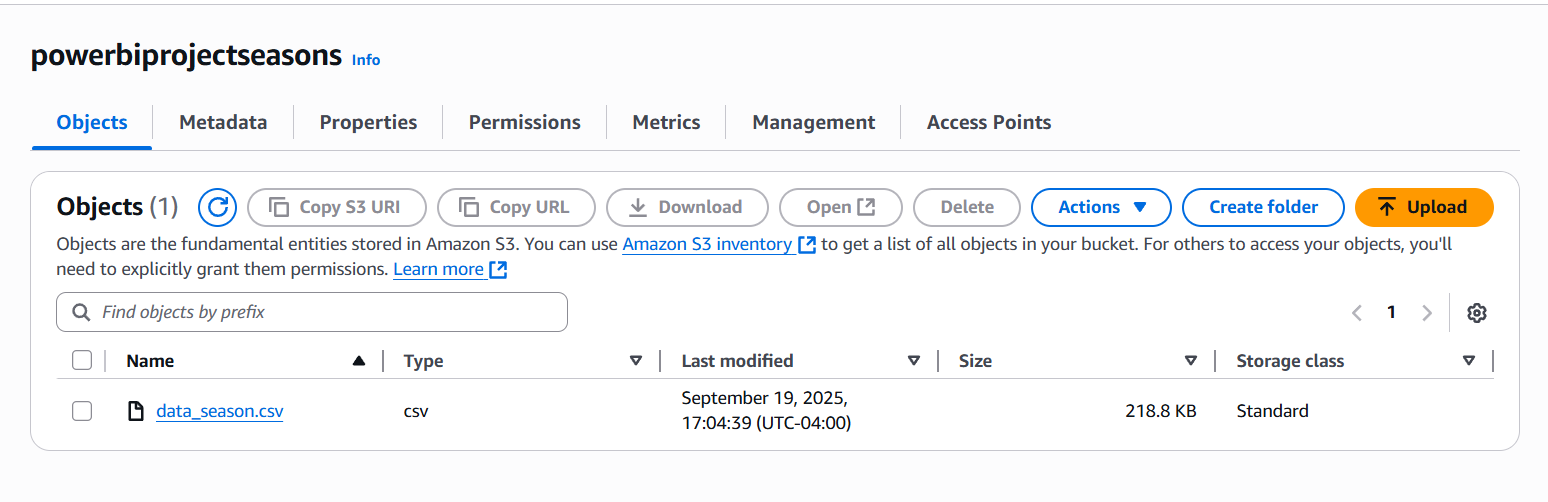 powerbiprojectseasons Info
Objects Metadata Properties Permissions Metrics Management Access Points
Objects (1) Copy S3 URI Copy URL Download Open Delete Actions Create folder Upload
Objects are the fundamental entities stored in Amazon S3. You can use Amazon S3 inventory to get a list of all objects in your bucket. For others to access your objects, you'll
need to explicitly grant them permissions. Learn more
Find objects by prefix 1
Name Type Last modified Size Storage class
data_season.csv csv September 19, 2025, 218.8 KB Standard
17:04:39 (UTC-04:00)